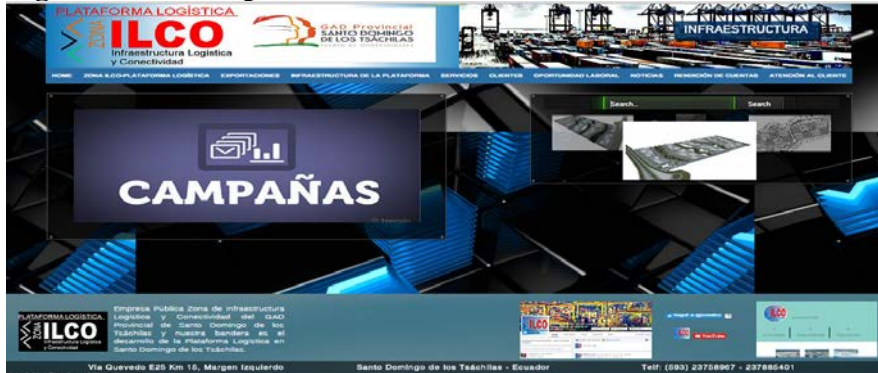 PLATAFORMA LOGÍSTICA
ZONA
ILCO
Infraestructura Logística
y Conectividad
GAD Provincial
SANTO DOMINGO
DE LOS TSÁCHILAS
INFRAESTRUCTURA
HOME ZONA ILCO-PLATAFORMA LOGÍSTICA EXPORTACIONES INFRAESTRUCTURA DE LA PLATAFORMA SERVICIOS CLIENTES OPORTUNIDAD LABORAL NOTICIAS RENDICIÓN DE CUENTAS ATENCIÓN AL CLIENTE
Search... Search
CAMPAÑAS
PLATAFORMA LOGÍSTICA
ZONA
ILCO
Infraestructura Logística
y Conectividad
Empresa Pública Zona de Infraestructura
Logística y Conectividad del GAD
Provincial de Santo Domingo de los
Tsáchilas y nuestra bandera es el
desarrollo de la Plataforma Logística en
Santo Domingo de los Tsáchilas.
ILCO
YouTube
ILCO
Vía Quevedo E25 Km 15, Margen Izquierdo Santo Domingo de los Tsáchilas - Ecuador Telf: (593) 23758967 - 237885401